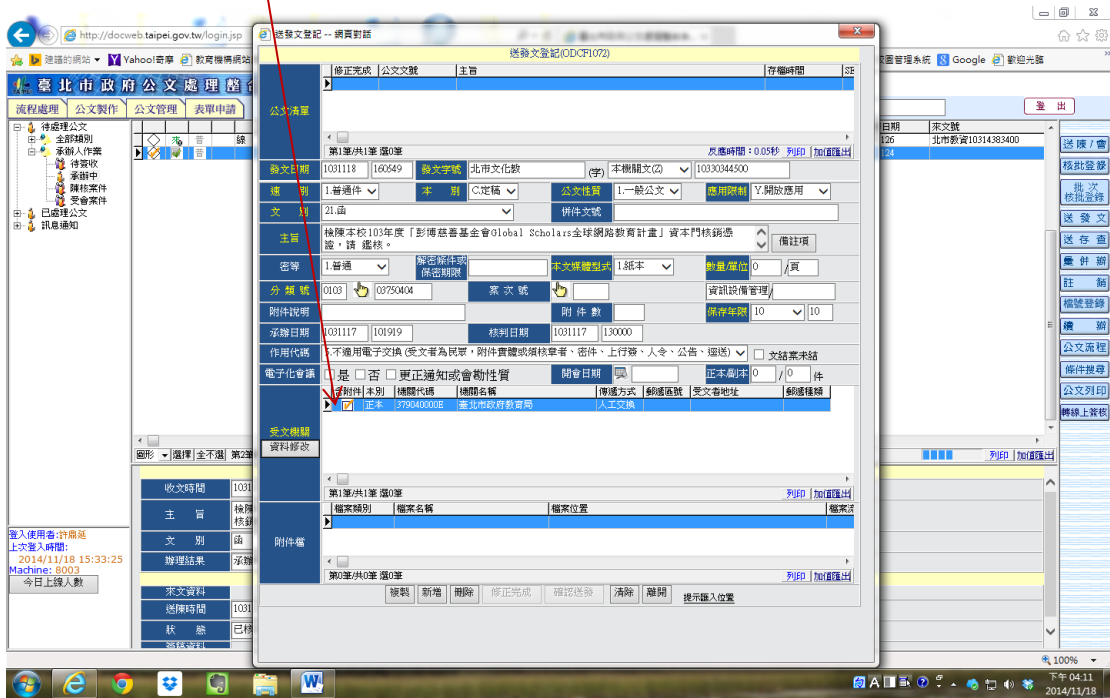 http://docweb.taipei.gov.tw/login.jsp
送發文登記 -- 網頁對話
建議的網站 Yahoo!奇摩 教育機構網站
Google 歡迎光臨
臺北市政府公文處理整合
流程處理 公文製作 公文管理 表單申請
登 出
待處理公文
全部類別
承辦人作業
待簽收
承辦中
陳核案件
受會案件
已處理公文
訊息通知
登入使用者:許鼎延
上次登入時間:
2014/11/18 15:33:25
Machine: 8003
今日上線人數
送發文登記(ODCF1072)
公文清單
修正完成 公文文號 主旨 存檔時間
第1筆/共1筆 選0筆 反應時間：0.05秒 列印 加值匯出
發文日期 1031118 160549 發文字號 北市文化數 (字) 本機關文(Z) 10330344500
速 別 1.普通件 本 別 C.定稿 公文性質 1.一般公文 應用限制 Y.開放應用
文 別 21.函 併件文號
主旨 檢陳本校103年度「彭博慈善基金會Global Scholars全球網路教育計畫」資本門核銷憑
證，請 鑑核。
備註項
密等 1.普通 解密條件或
保密期限 本文媒體型式 1.紙本 數量/單位 0 /頁
分 類 號 0103 03750404 案 次 號 資訊設備管理/
附件說明 附 件 數 保存年限 10 10
承辦日期 1031117 101919 核判日期 1031117 130000
作用代碼 5.不適用電子交換(受文者為民眾，附件實體或須核章者、密件、上行簽、人令、公告、遞送) 文結案未結
電子化會議 是 否 更正通知或會勘性質 開會日期 正本/副本 0 / 0 件
受文機關
資料修改
含附件 本別 機關代碼 機關名稱 傳遞方式 郵遞區號 受文者地址 郵遞種類
正本 379040000E 臺北市政府教育局 人工交換
第1筆/共1筆 選0筆 列印 加值匯出
附件檔
檔案類別 檔案名稱 檔案位置
第0筆/共0筆 選0筆 列印 加值匯出
複製 新增 刪除 修正完成 確認送發 清除 離開 提示匯入位置
日期 來文號
126 北市教資10314383400
124
圖形 選擇 全不選 第2筆
列印 加值匯出
收文時間 1031
主 旨
文 別 函
辦理結果
來文資料
送陳時間 1031
狀 態
送陳/會
核批登錄
批 次
核批登錄
送 發 文
送 存 查
彙 併 辦
註 銷
檔號登錄
續 辦
公文流程
條件搜尋
公文列印
轉線上簽核
100%
下午 04:11
2014/11/18